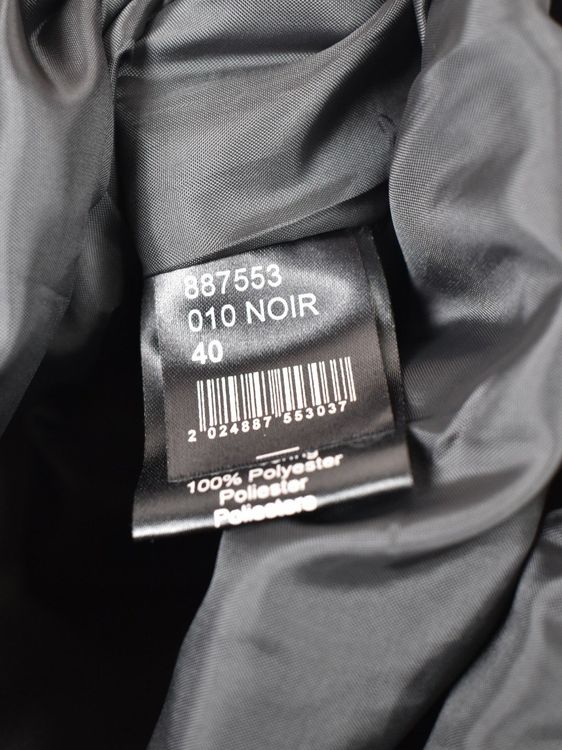 887553
010 NOIR
40
2 024887 553037
100% Polyester
Poliester
Poliestere